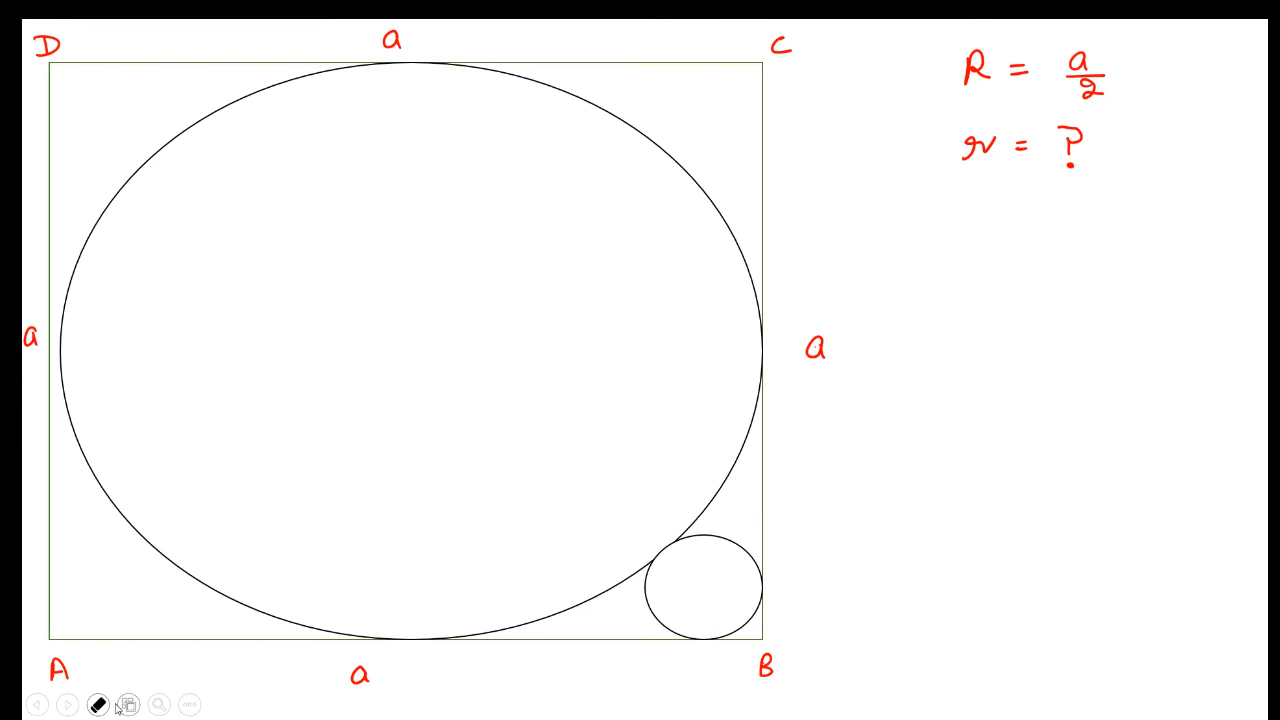 D a C
R = a/2
r = ?
a a
A a B